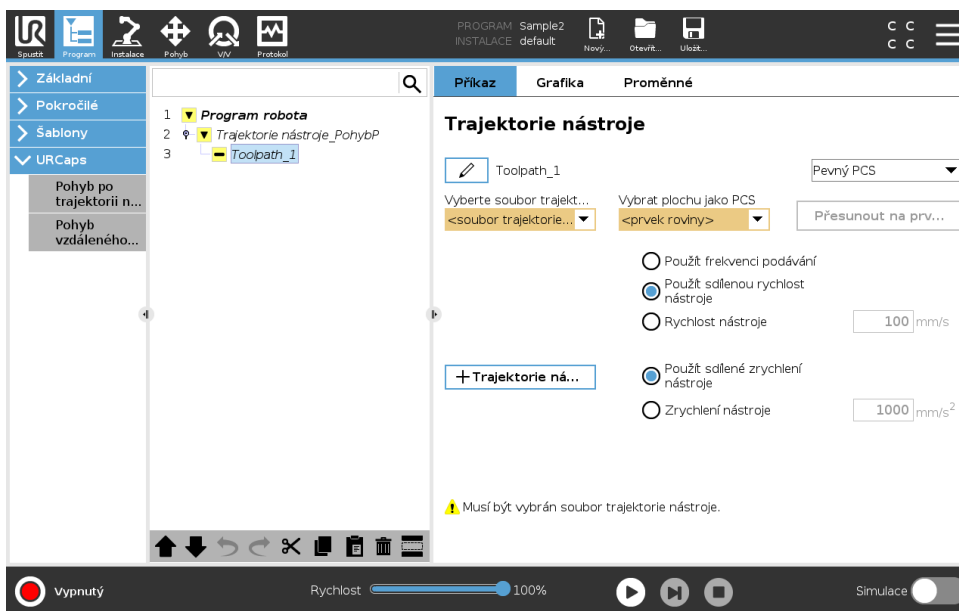 UR
PROGRAM Sample2
INSTALACE default
Spustit Program Instalace Pohyb V/V Protokol Nový... Otevřít... Uložit...
C C
C C
Základní
Pokročilé
Šablony
URCaps
Pohyb po trajektorii n...
Pohyb vzdáleného...
1 Program robota
2 Trajektorie nástroje_PohybP
3 Toolpath_1
Příkaz Grafika Proměnné
Trajektorie nástroje
Toolpath_1 Pevný PCS
Vyberte soubor trajekt... Vybrat plochu jako PCS
<soubor trajektorie... <prvek roviny> Přesunout na prv...
Použít frekvenci podávání
Použít sdílenou rychlost
nástroje
Rychlost nástroje 100 mm/s
+Trajektorie ná...
Použít sdílené zrychlení
nástroje
Zrychlení nástroje 1000 mm/s²
Musí být vybrán soubor trajektorie nástroje.
Vypnutý Rychlost 100% Simulace